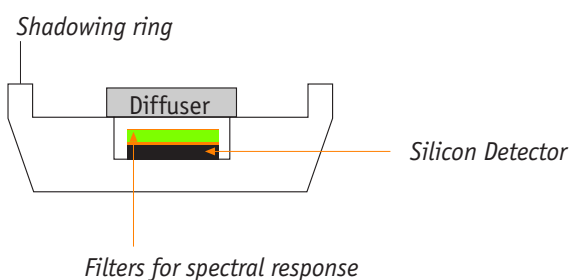 Shadowing ring
Diffuser
Silicon Detector
Filters for spectral response